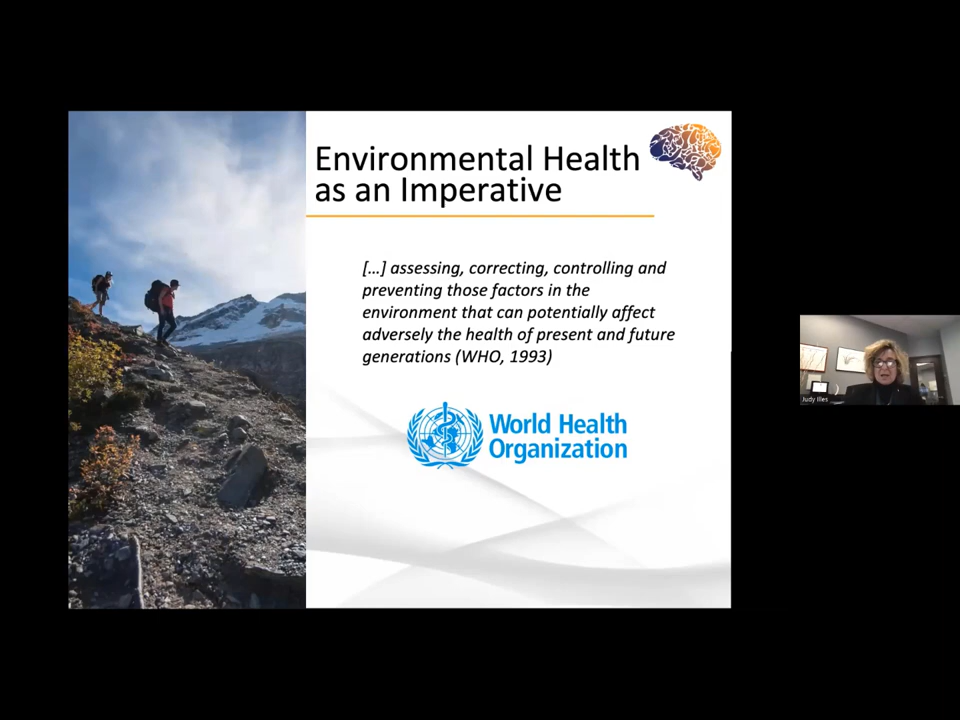 Environmental Health
as an Imperative
[...] assessing, correcting, controlling and
preventing those factors in the
environment that can potentially affect
adversely the health of present and future
generations (WHO, 1993)
World Health
Organization
Judy Illes